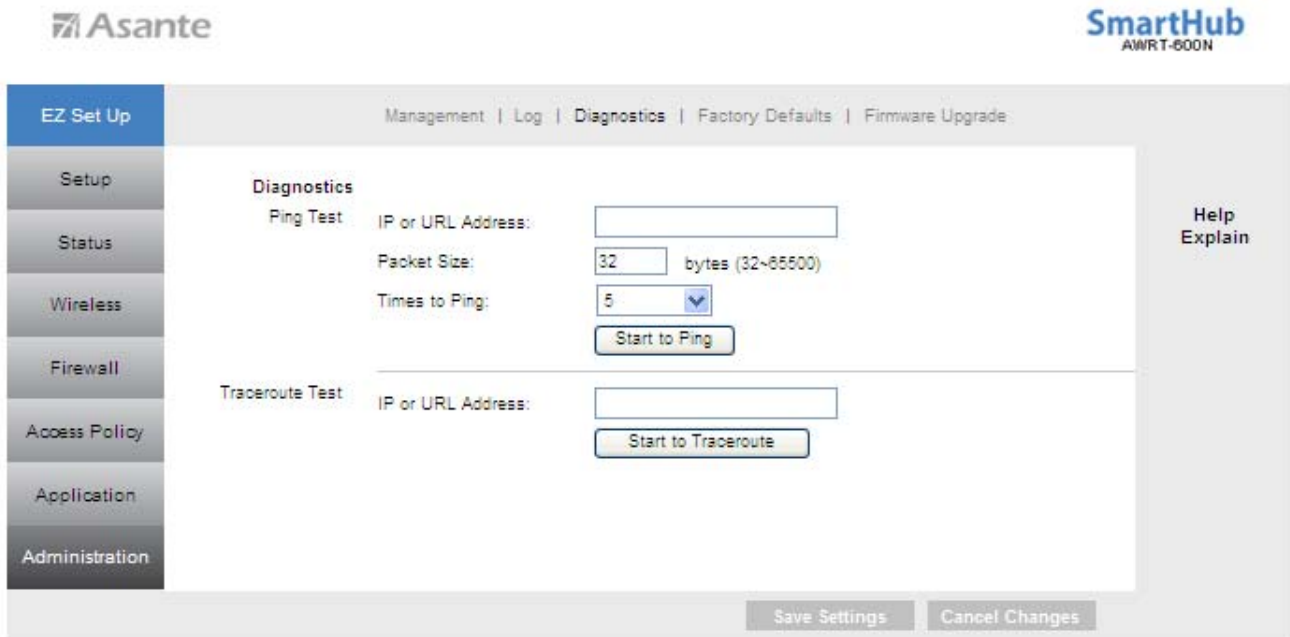 Asante
SmartHub
AWRT-600N
EZ Set Up
Management | Log | Diagnostics | Factory Defaults | Firmware Upgrade
Setup
Status
Wireless
Firewall
Access Policy
Application
Administration
Diagnostics
Ping Test
IP or URL Address:
Packet Size: 32 bytes (32~65500)
Times to Ping: 5
Start to Ping
Traceroute Test
IP or URL Address:
Start to Traceroute
Help
Explain
Save Settings Cancel Changes